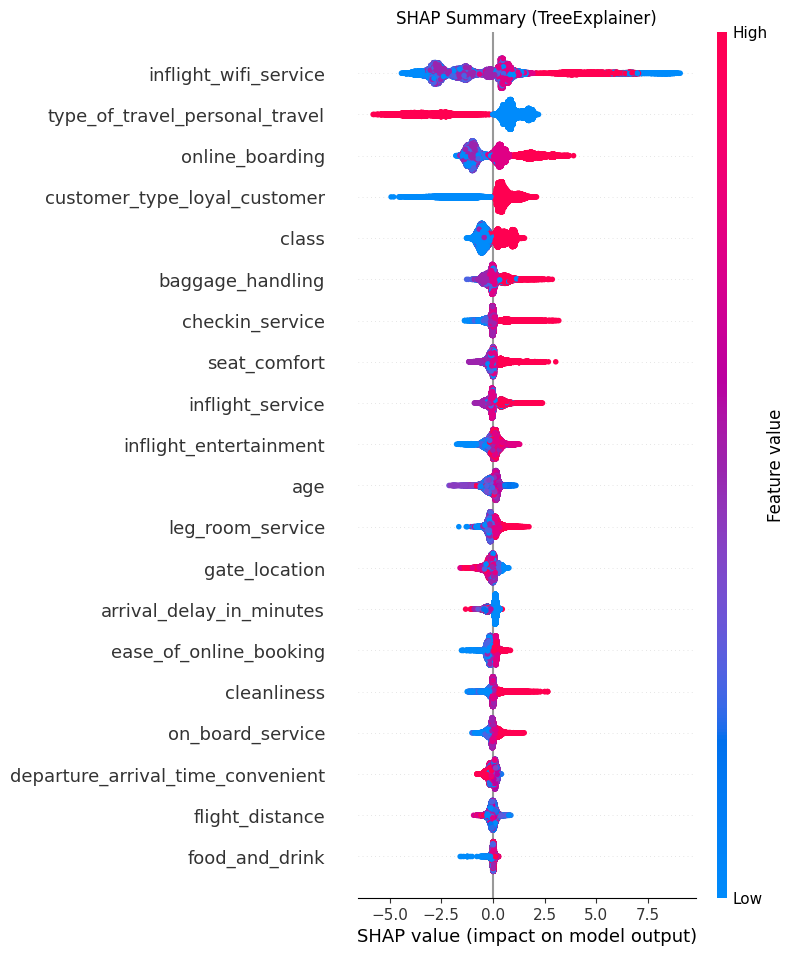 SHAP Summary (TreeExplainer)
High
inflight_wifi_service
type_of_travel_personal_travel
online_boarding
customer_type_loyal_customer
class
baggage_handling
checkin_service
seat_comfort
inflight_service
inflight_entertainment
age
leg_room_service
gate_location
arrival_delay_in_minutes
ease_of_online_booking
cleanliness
on_board_service
departure_arrival_time_convenient
flight_distance
food_and_drink
Feature value
Low
−5.0 −2.5 0.0 2.5 5.0 7.5
SHAP value (impact on model output)